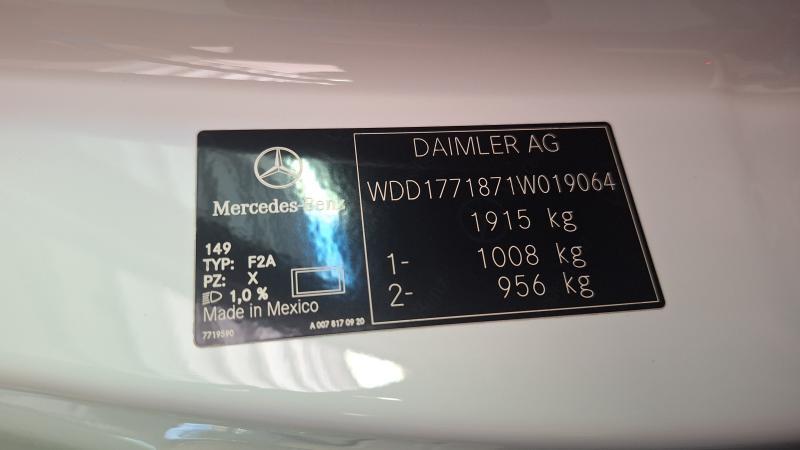 Mercedes-Benz
149
TYP: F2A
PZ: X
1,0 %
Made in Mexico
7719590
A 007 817 09 20
DAIMLER AG
WDD1771871W019064
1915 kg
1- 1008 kg
2- 956 kg